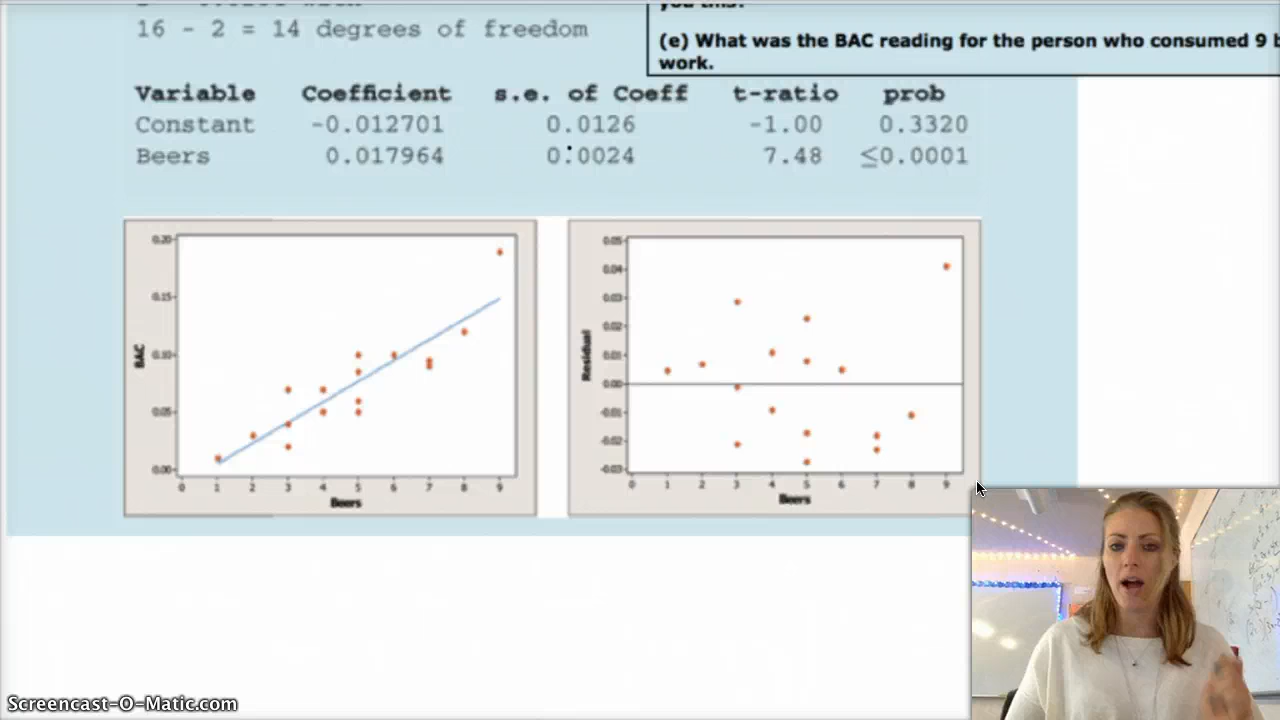 16 - 2 = 14 degrees of freedom
you this.
(e) What was the BAC reading for the person who consumed 9
work.
Variable Coefficient s.e. of Coeff t-ratio prob
Constant -0.012701 0.0126 -1.00 0.3320
Beers 0.017964 0.0024 7.48 ≤0.0001
0.20
0.15
0.10
0.05
0.00
BAC
0 1 2 3 4 5 6 7 8 9
Beers
0.05
0.04
0.03
0.02
0.01
0.00
-0.01
-0.02
-0.03
Residual
0 1 2 3 4 5 6 7 8 9
Beers
Screencast-O-Matic.com